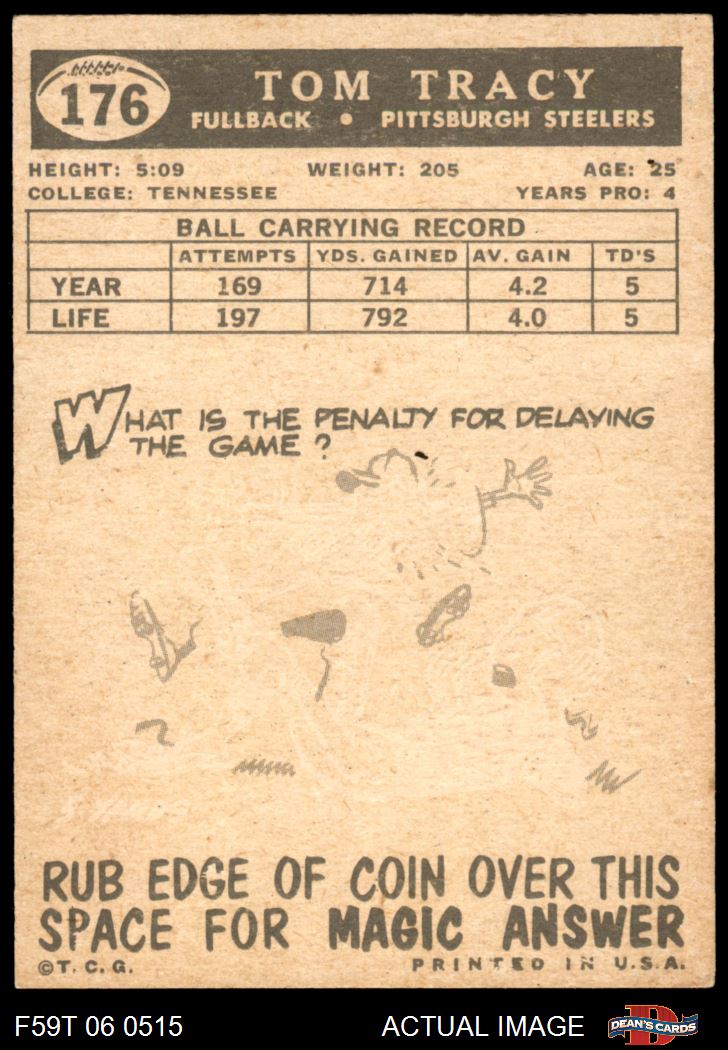 176
TOM TRACY
FULLBACK • PITTSBURGH STEELERS
HEIGHT: 5:09 WEIGHT: 205 AGE: 25
COLLEGE: TENNESSEE YEARS PRO: 4
BALL CARRYING RECORD
ATTEMPTS YDS. GAINED AV. GAIN TD'S
YEAR 169 714 4.2 5
LIFE 197 792 4.0 5
WHAT IS THE PENALTY FOR DELAYING
THE GAME?
RUB EDGE OF COIN OVER THIS
SPACE FOR MAGIC ANSWER
©T.C.G. PRINTED IN U.S.A.
F59T 06 0515 ACTUAL IMAGE DEAN'S CARDS